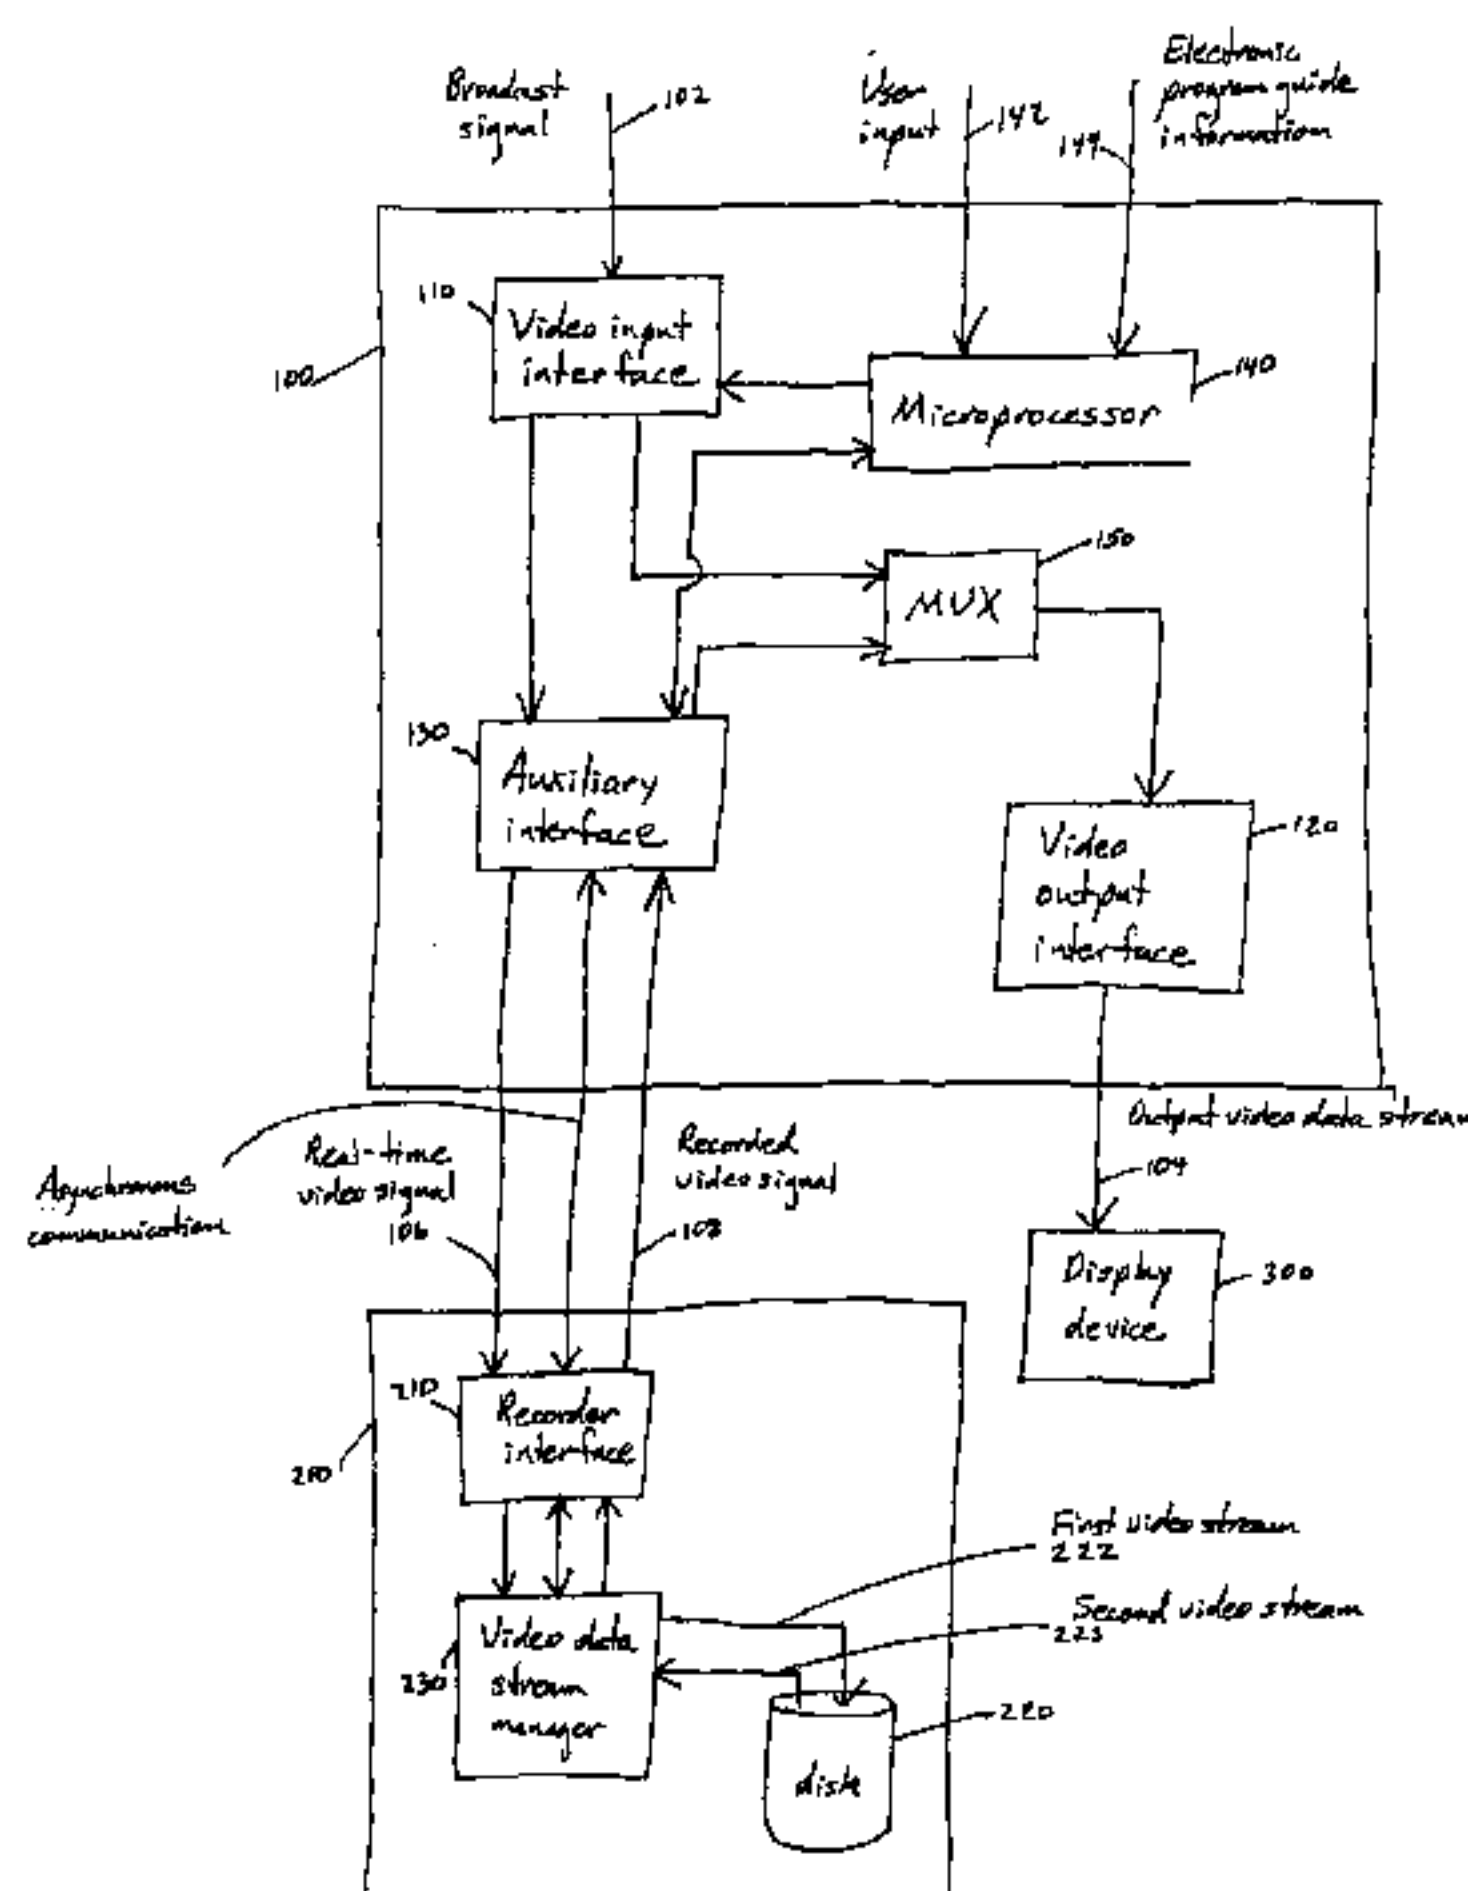 Broadcast
signal
102
User
input
142
Electronic
program guide
information
144
110
Video input
interface
100
140
Microprocessor
150
MUX
130
Auxiliary
interface
120
Video
output
interface
Output video data stream
104
Asynchronous
communication
Real-time
video signal
106
Recorded
video signal
108
Display
device
300
210
Recorder
interface
First video stream
222
Second video stream
223
230
Video data
stream
manager
220
disk